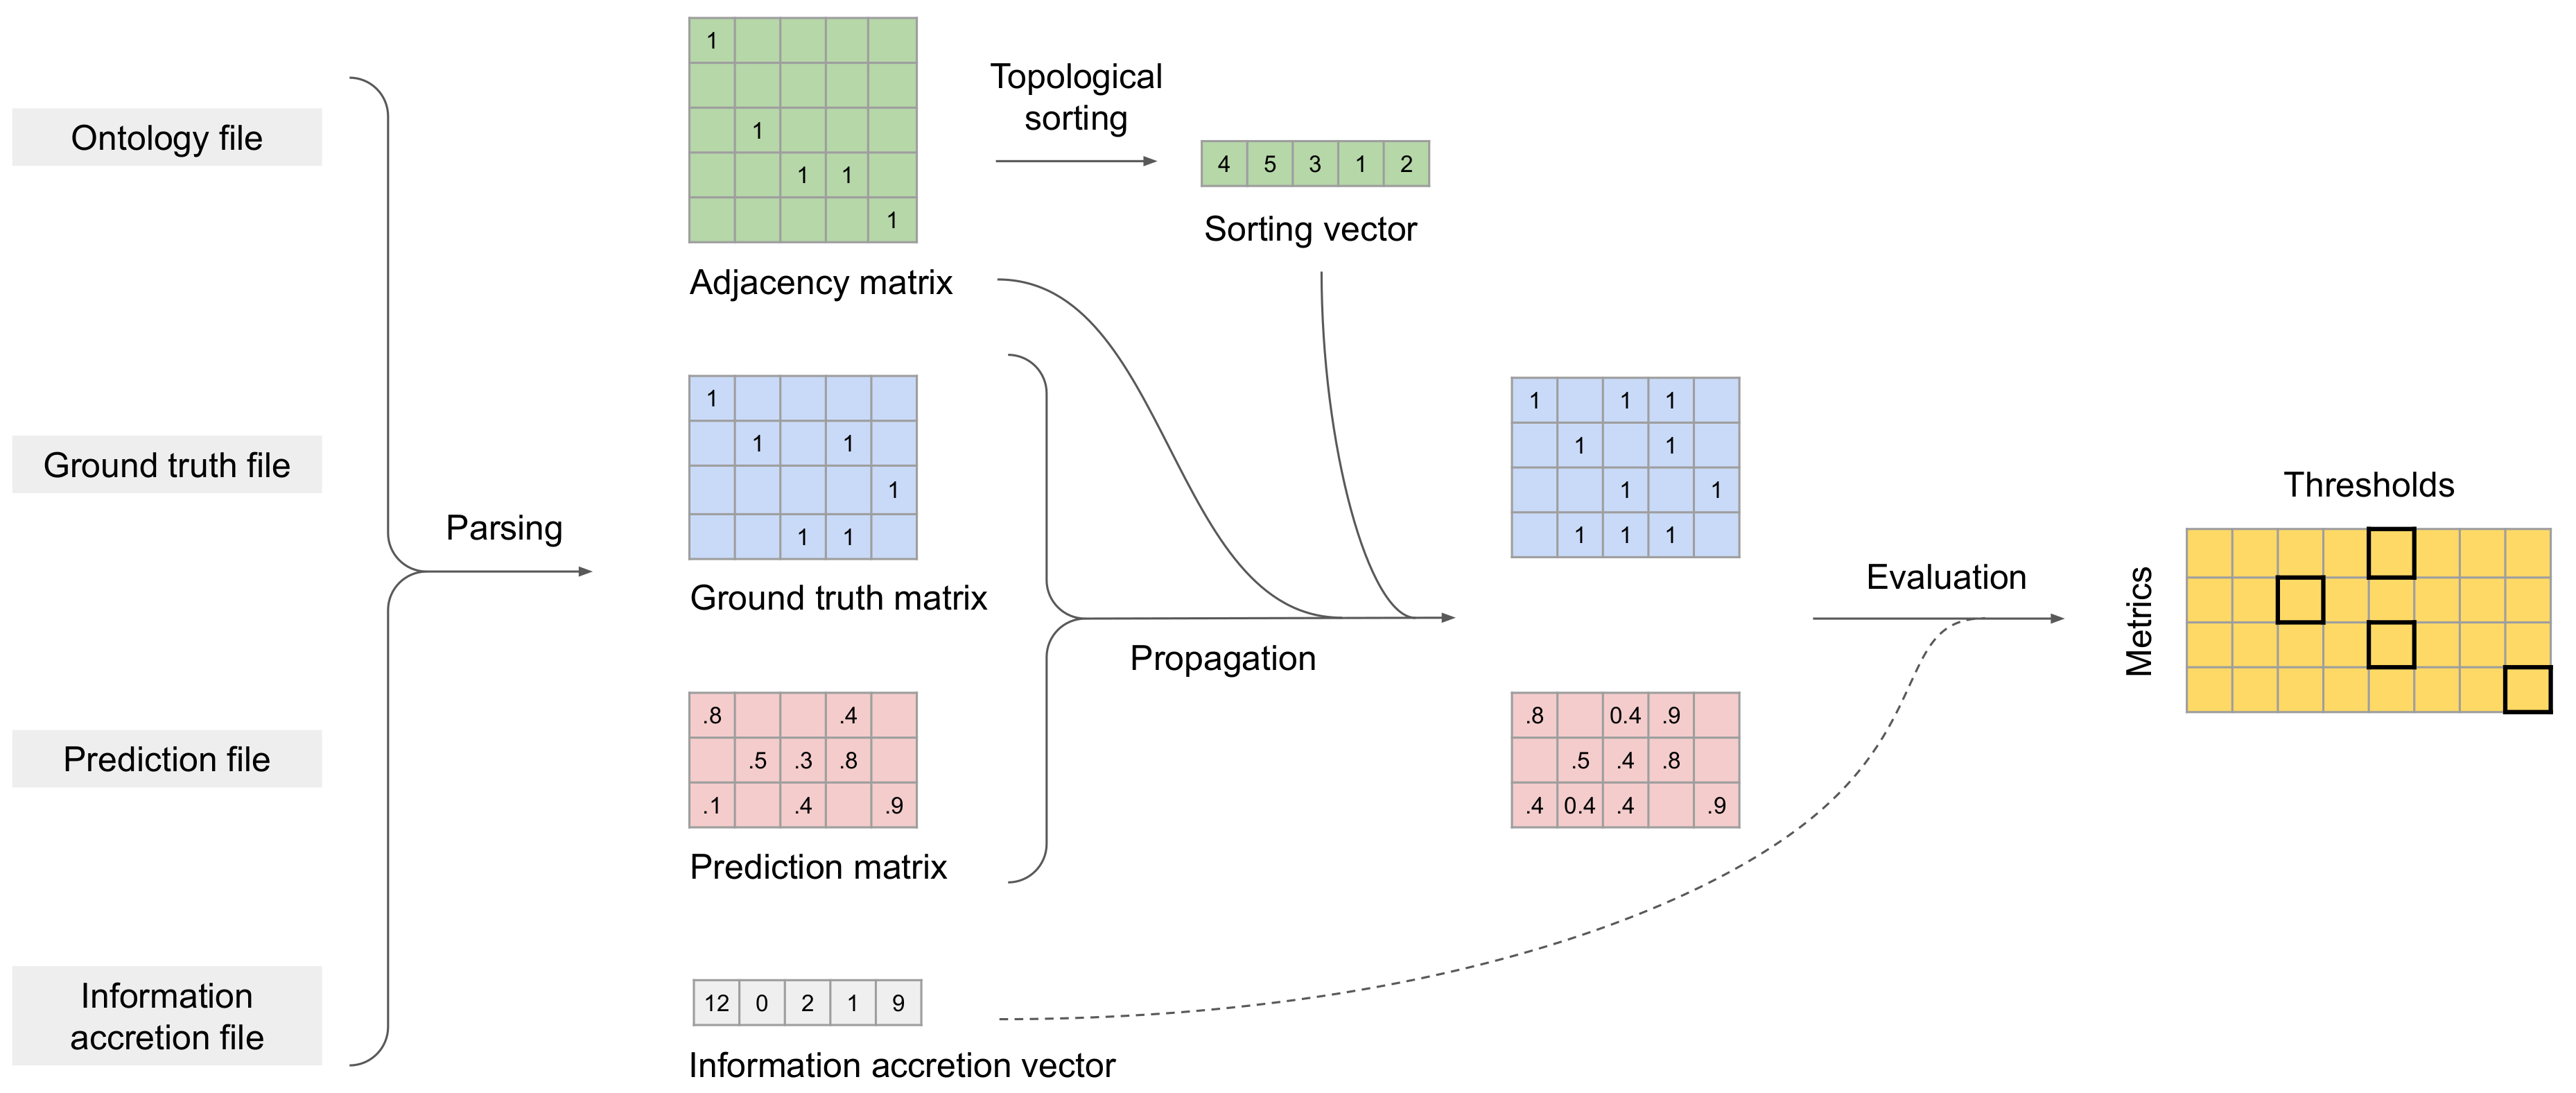 Ontology file
Ground truth file
Prediction file
Information
accretion file
Parsing
1
1
1 1
1
Adjacency matrix
Topological
sorting
4 5 3 1 2
Sorting vector
1
1 1
1
1 1
Ground truth matrix
.8 .4
.5 .3 .8
.1 .4 .9
Prediction matrix
12 0 2 1 9
Information accretion vector
Propagation
1 1 1
1 1
1 1
1 1 1
.8 0.4 .9
.5 .4 .8
.4 0.4 .4 .9
Evaluation
Thresholds
Metrics